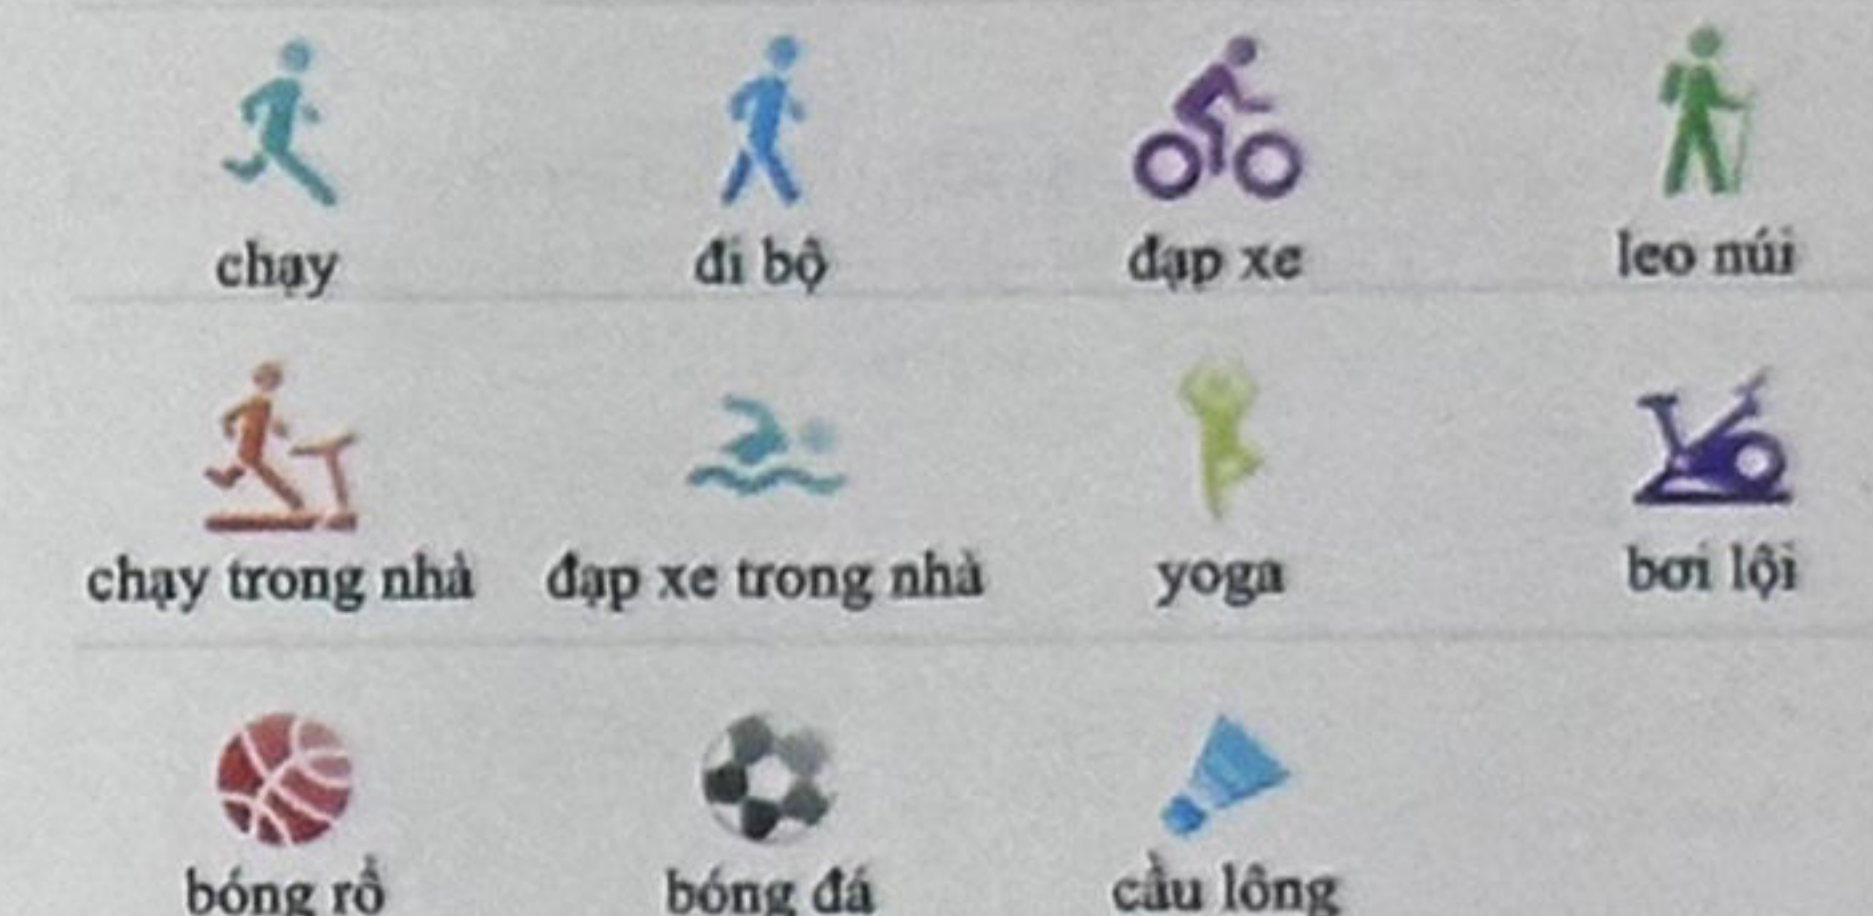 chạy đi bộ đạp xe leo núi
chạy trong nhà đạp xe trong nhà yoga bơi lội
bóng rổ bóng đá cầu lông